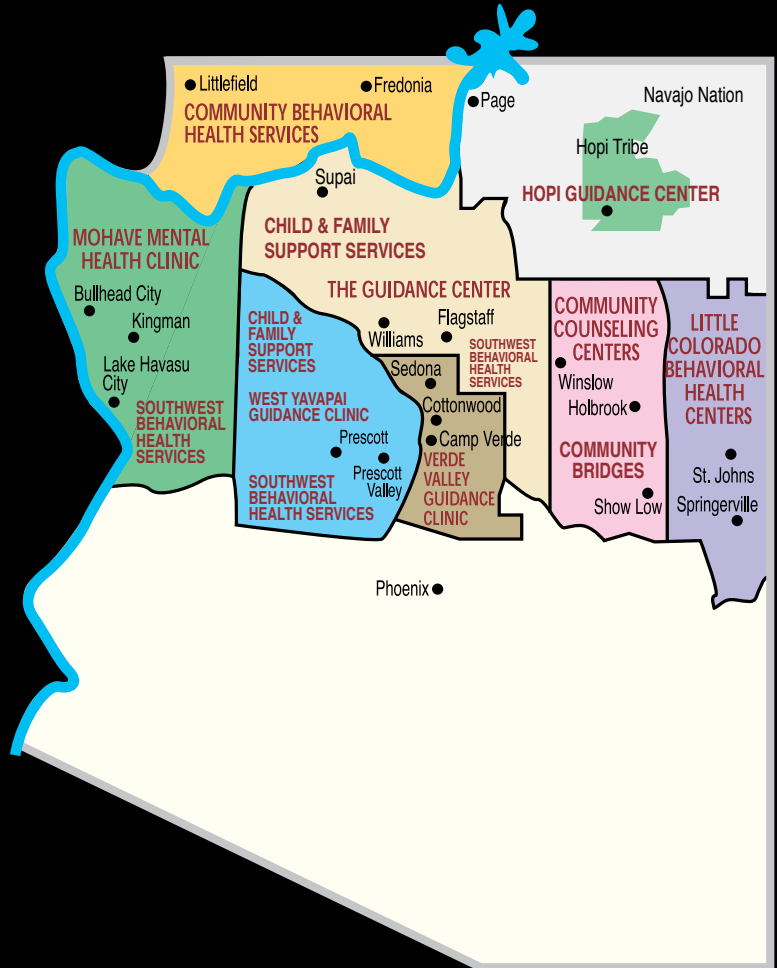 Littlefield
Fredonia
COMMUNITY BEHAVIORAL
HEALTH SERVICES
Page
Navajo Nation
Hopi Tribe
HOPI GUIDANCE CENTER
Supai
CHILD & FAMILY
SUPPORT SERVICES
THE GUIDANCE CENTER
Williams
Flagstaff
SOUTHWEST
BEHAVIORAL
HEALTH
SERVICES
MOHAVE MENTAL
HEALTH CLINIC
Bullhead City
Kingman
Lake Havasu
City
SOUTHWEST
BEHAVIORAL
HEALTH
SERVICES
CHILD &
FAMILY
SUPPORT
SERVICES
WEST YAVAPAI
GUIDANCE CLINIC
Prescott
Prescott
Valley
SOUTHWEST
BEHAVIORAL
HEALTH SERVICES
Sedona
Cottonwood
Camp Verde
VERDE
VALLEY
GUIDANCE
CLINIC
COMMUNITY
COUNSELING
CENTERS
Winslow
Holbrook
COMMUNITY
BRIDGES
Show Low
LITTLE
COLORADO
BEHAVIORAL
HEALTH
CENTERS
St. Johns
Springerville
Phoenix